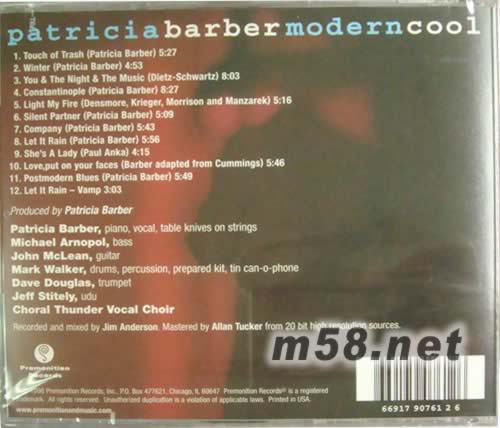 patriciabarbermoderncool
1. Touch of Trash (Patricia Barber) 5:27
2. Winter (Patricia Barber) 4:53
3. You & The Night & The Music (Dietz-Schwartz) 8:03
4. Constantinople (Patricia Barber) 8:27
5. Light My Fire (Densmore, Krieger, Morrison and Manzarek) 5:16
6. Silent Partner (Patricia Barber) 5:09
7. Company (Patricia Barber) 5:43
8. Let It Rain (Patricia Barber) 5:56
9. She's A Lady (Paul Anka) 4:15
10. Love,put on your faces (Barber adapted from Cummings) 5:46
11. Postmodern Blues (Patricia Barber) 5:49
12. Let It Rain – Vamp 3:03
Produced by Patricia Barber
Patricia Barber, piano, vocal, table knives on strings
Michael Arnopol, bass
John McLean, guitar
Mark Walker, drums, percussion, prepared kit, tin can-o-phone
Dave Douglas, trumpet
Jeff Stitely, udu
Choral Thunder Vocal Choir
Recorded and mixed by Jim Anderson. Mastered by Allan Tucker from 20 bit high resolution sources.
m58.net
Premonition
Records
Premonition Records, Inc., P.O. Box 477621, Chicago, IL 60647. Premonition Records® is a registered
trademark. All rights reserved. Unauthorized duplication is a violation of applicable laws. Printed in USA.
www.premonitionandmusic.com
66917 90761 2 6